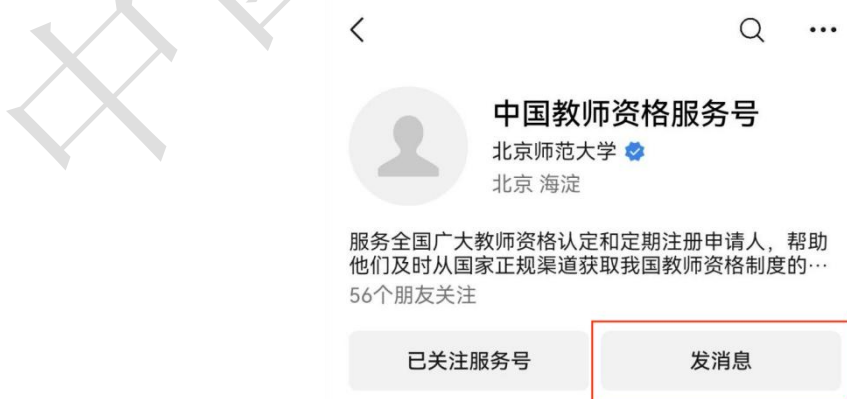 中国
中国教师资格服务号
北京师范大学
北京 海淀
服务全国广大教师资格认定和定期注册申请人，帮助
他们及时从国家正规渠道获取我国教师资格制度的…
56个朋友关注
已关注服务号
发消息